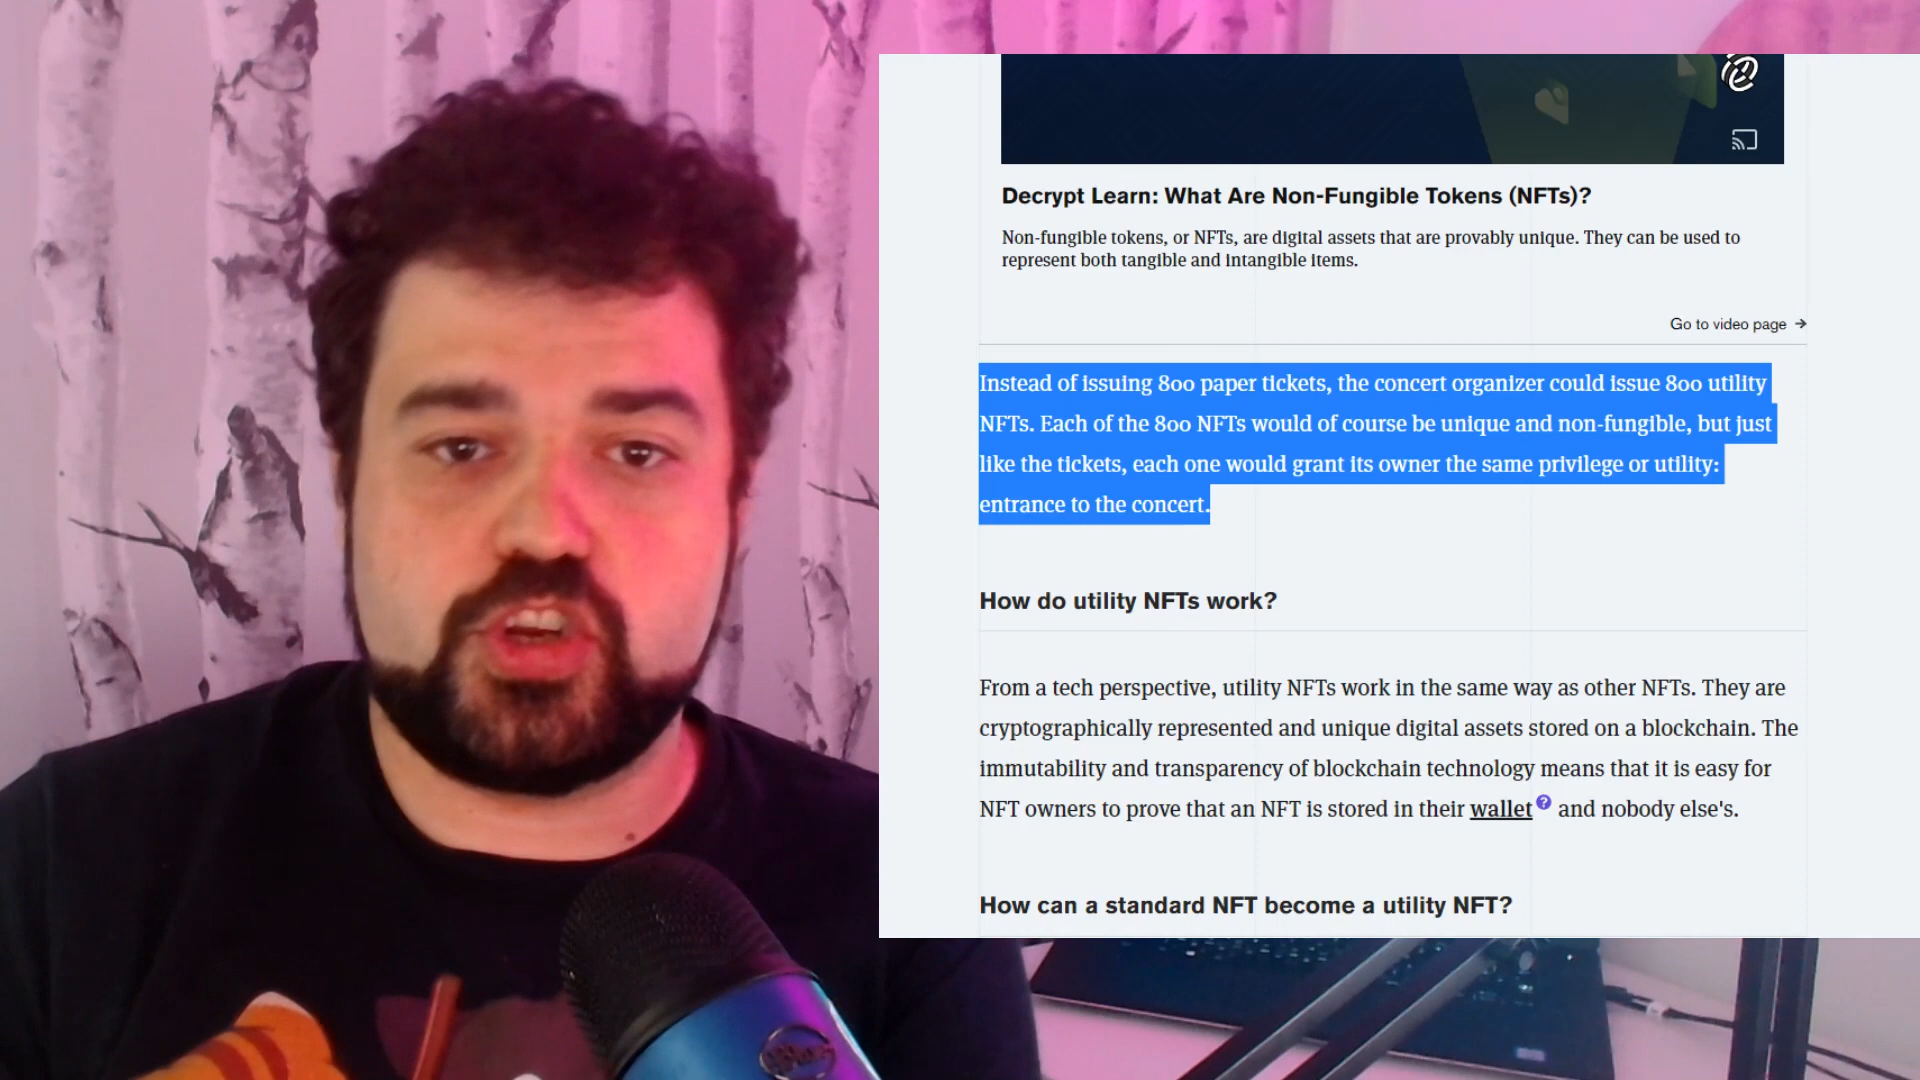 Decrypt Learn: What Are Non-Fungible Tokens (NFTs)?
Non-fungible tokens, or NFTs, are digital assets that are provably unique. They can be used to
represent both tangible and intangible items.
Go to video page →
Instead of issuing 800 paper tickets, the concert organizer could issue 800 utility
NFTs. Each of the 800 NFTs would of course be unique and non-fungible, but just
like the tickets, each one would grant its owner the same privilege or utility:
entrance to the concert.
How do utility NFTs work?
From a tech perspective, utility NFTs work in the same way as other NFTs. They are
cryptographically represented and unique digital assets stored on a blockchain. The
immutability and transparency of blockchain technology means that it is easy for
NFT owners to prove that an NFT is stored in their wallet ? and nobody else's.
How can a standard NFT become a utility NFT?